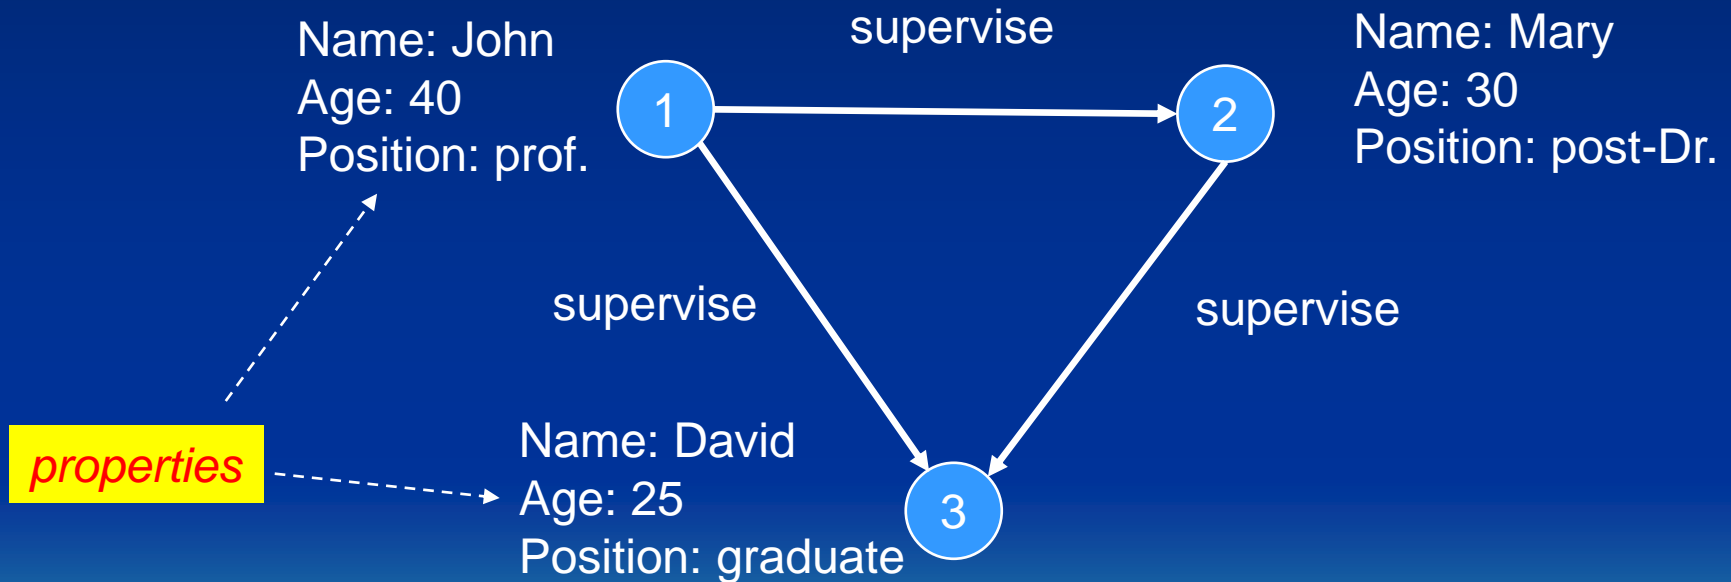 Name: John
Age: 40
Position: prof.
supervise
Name: Mary
Age: 30
Position: post-Dr.
1
2
supervise
supervise
properties
Name: David
Age: 25
Position: graduate
3